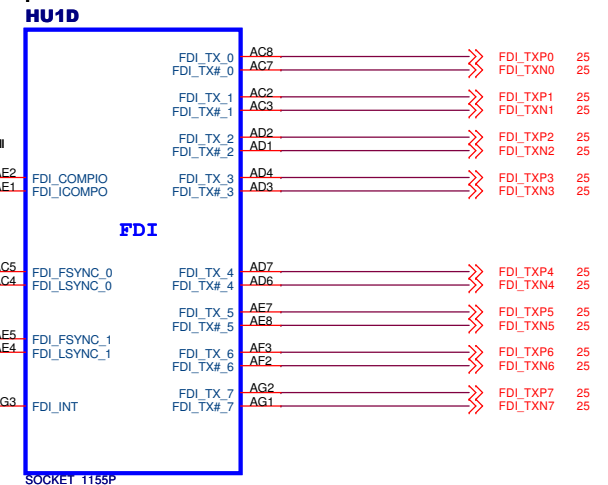 HU1D
FDI_TX_0 AC8 FDI_TXP0 25
FDI_TX#_0 AC7 FDI_TXN0 25
FDI_TX_1 AC2 FDI_TXP1 25
FDI_TX#_1 AC3 FDI_TXN1 25
FDI_TX_2 AD2 FDI_TXP2 25
FDI_TX#_2 AD1 FDI_TXN2 25
AE2 FDI_COMPIO FDI_TX_3 AD4 FDI_TXP3 25
AE1 FDI_ICOMPO FDI_TX#_3 AD3 FDI_TXN3 25
FDI
AC5 FDI_FSYNC_0 FDI_TX_4 AD7 FDI_TXP4 25
AC4 FDI_LSYNC_0 FDI_TX#_4 AD6 FDI_TXN4 25
FDI_TX_5 AE7 FDI_TXP5 25
FDI_TX#_5 AE8 FDI_TXN5 25
AE5 FDI_FSYNC_1
AE4 FDI_LSYNC_1 FDI_TX_6 AF3 FDI_TXP6 25
FDI_TX#_6 AF2 FDI_TXN6 25
FDI_TX_7 AG2 FDI_TXP7 25
AG3 FDI_INT FDI_TX#_7 AG1 FDI_TXN7 25
SOCKET_1155P